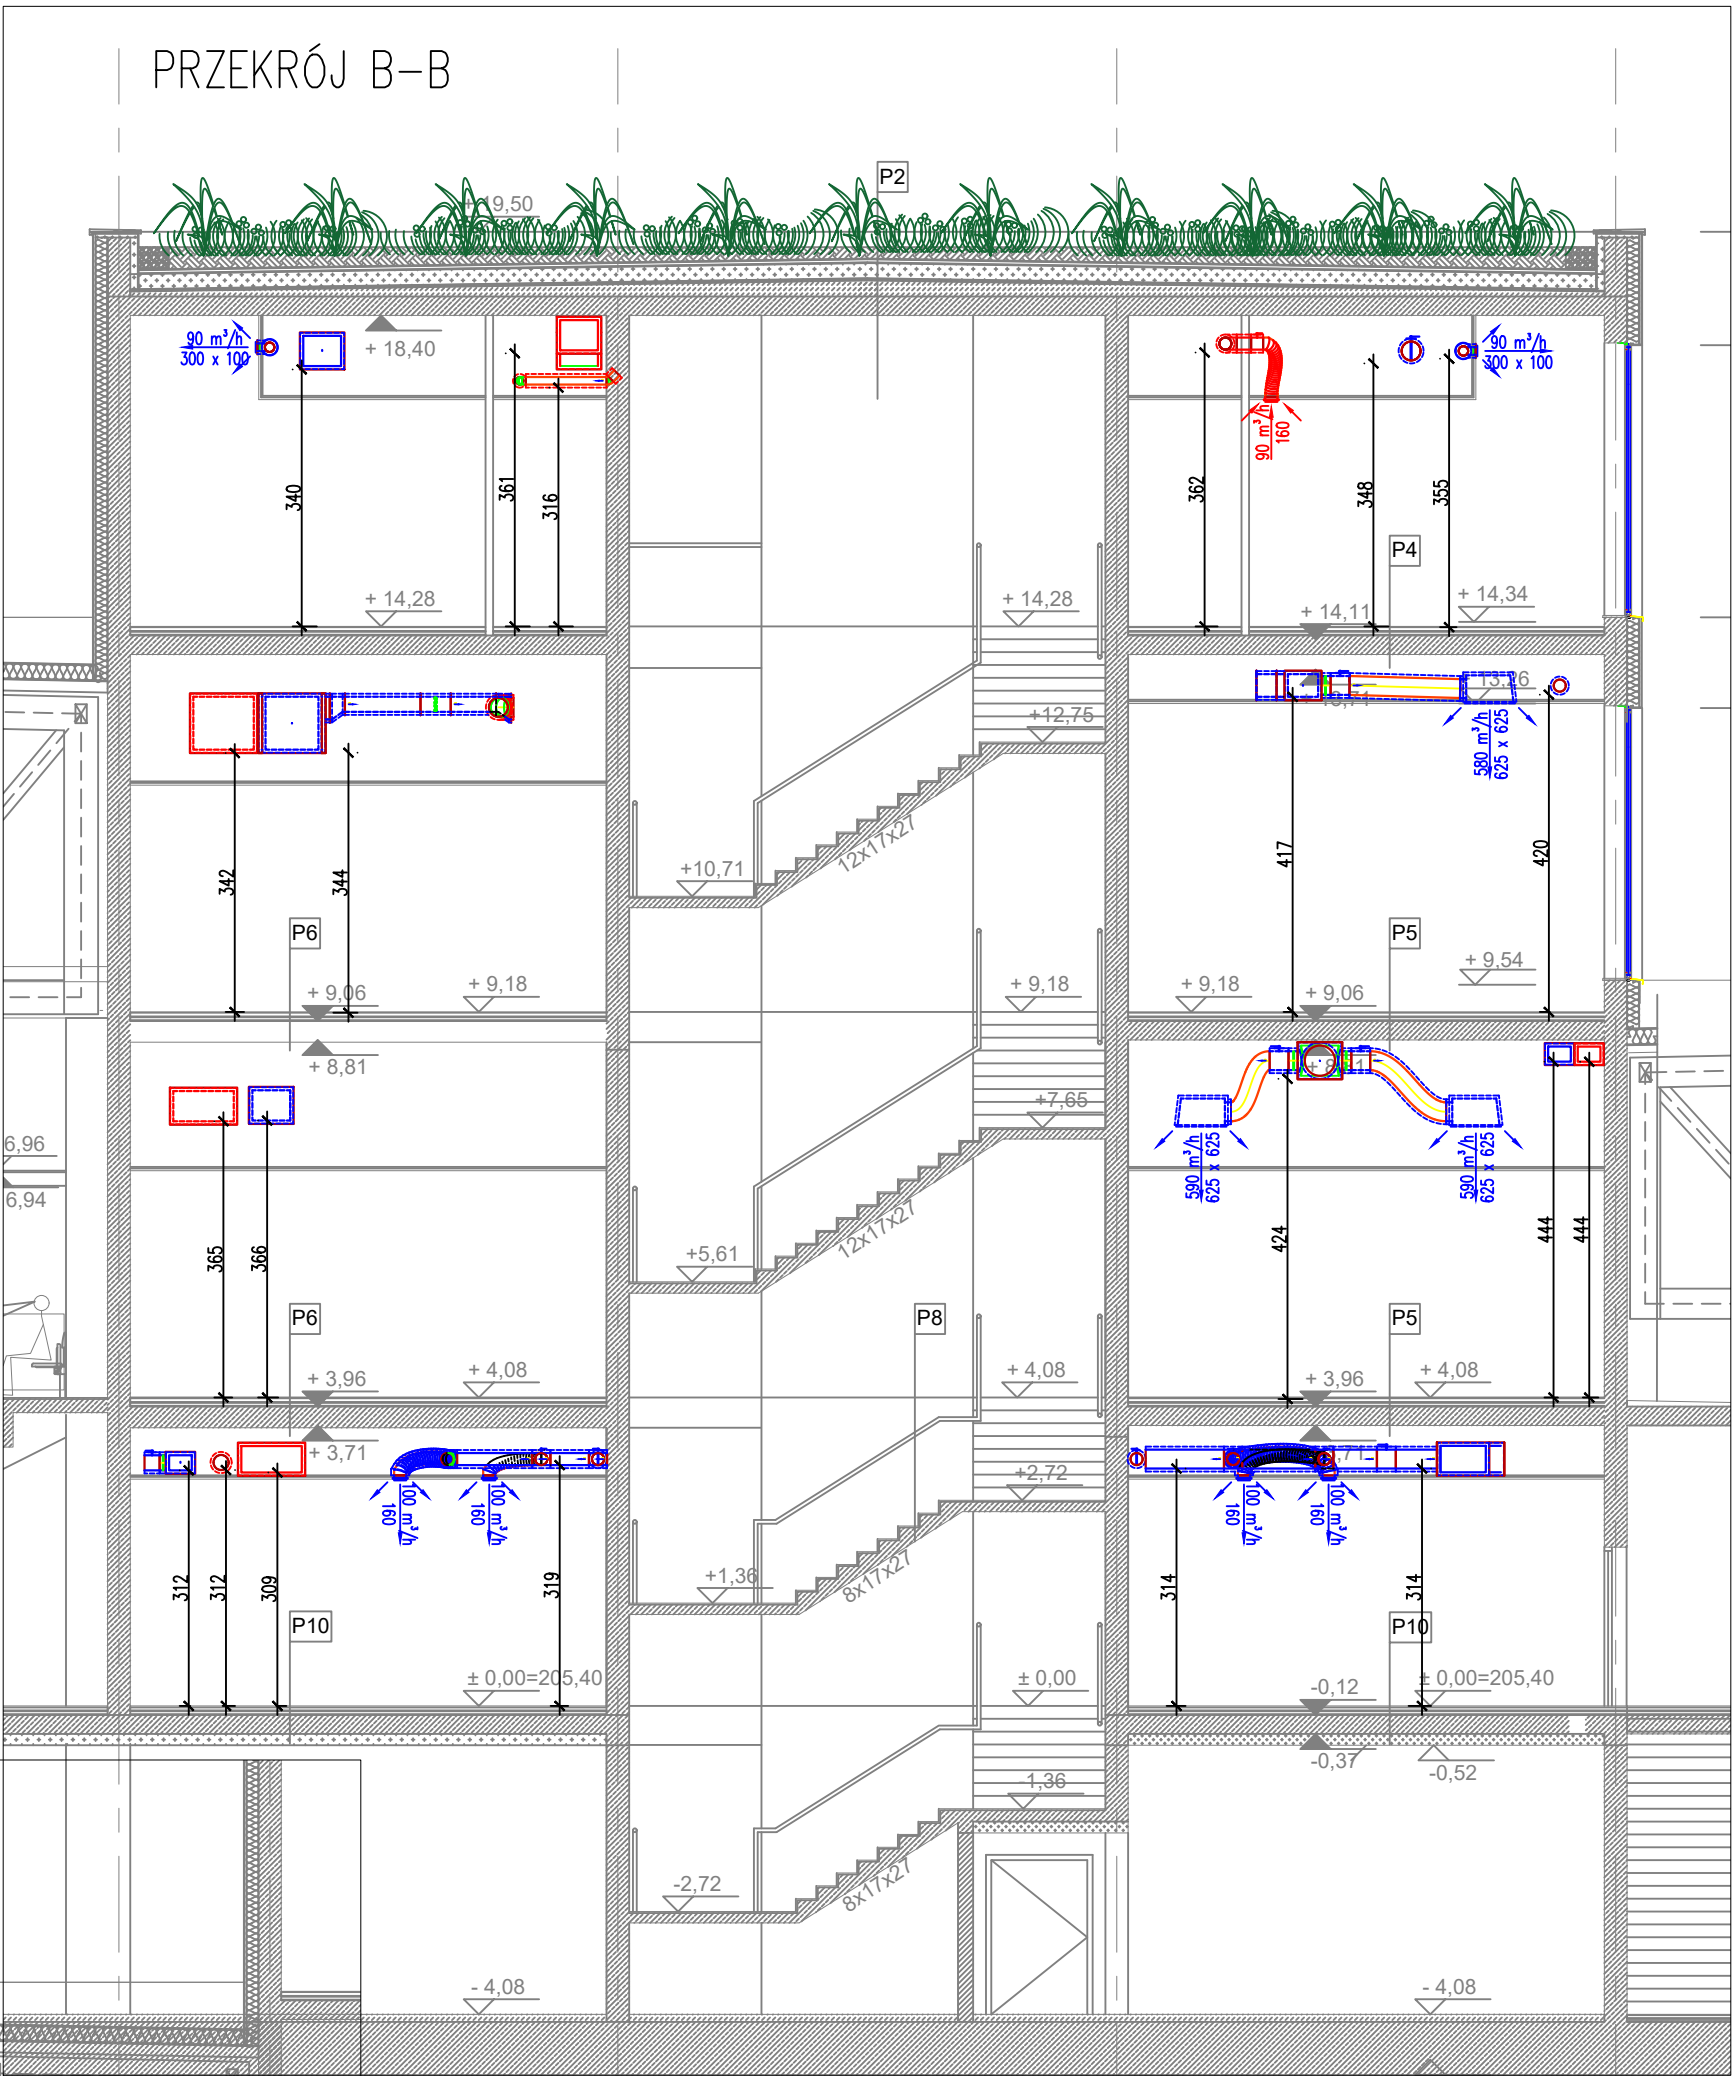 PRZEKRÓJ B-B
P2
+ 19,50
90 m³/h
300 x 100
+ 18,40
90 m³/h
300 x 100
90 m³/h
160
340
361
316
362
348
355
P4
+ 14,28
+ 14,28
+ 14,11
+ 14,34
13,26
+12,75
580 m³/h
625 x 625
342
344
+10,71
12x17x27
417
420
P6
P5
+ 9,06
+ 9,18
+ 9,18
+ 9,18
+ 9,06
+ 9,54
+ 8,81
+7,65
6,96
6,94
590 m³/h
625 x 625
590 m³/h
625 x 625
365
366
+5,61
12x17x27
424
444
444
P6
P8
P5
+ 3,96
+ 4,08
+ 4,08
+ 3,96
+ 4,08
+ 3,71
+2,72
100 m³/h
160
100 m³/h
160
100 m³/h
160
100 m³/h
160
312
312
309
319
+1,36
8x17x27
314
314
P10
P10
± 0,00=205,40
± 0,00
-0,12
± 0,00=205,40
-0,37
-0,52
-1,36
-2,72
8x17x27
- 4,08
- 4,08